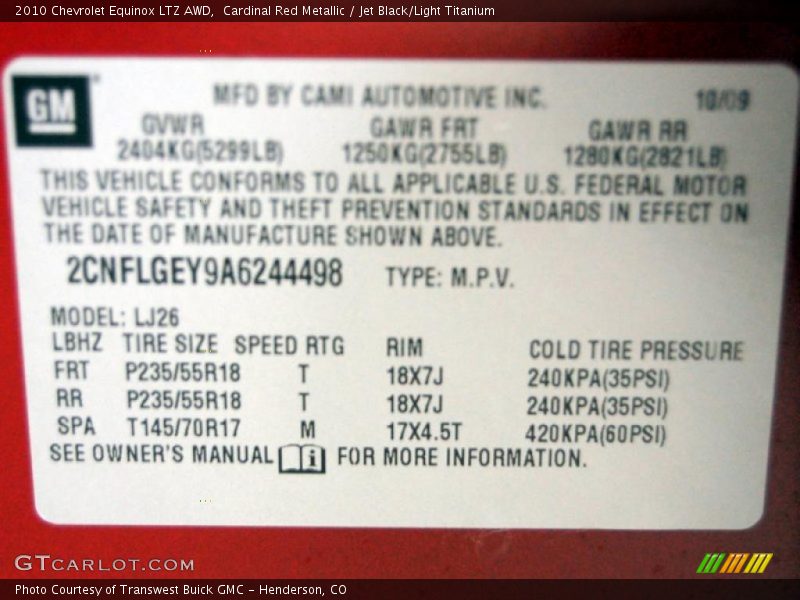 2010 Chevrolet Equinox LTZ AWD,  Cardinal Red Metallic / Jet Black/Light Titanium
GM
MFD BY CAMI AUTOMOTIVE INC. 10/09
GVWR GAWR FRT GAWR RR
2404KG(5299LB) 1250KG(2755LB) 1280KG(2821LB)
THIS VEHICLE CONFORMS TO ALL APPLICABLE U.S. FEDERAL MOTOR
VEHICLE SAFETY AND THEFT PREVENTION STANDARDS IN EFFECT ON
THE DATE OF MANUFACTURE SHOWN ABOVE.
2CNFLGEY9A6244498 TYPE: M.P.V.
MODEL: LJ26
LBHZ TIRE SIZE SPEED RTG RIM COLD TIRE PRESSURE
FRT P235/55R18 T 18X7J 240KPA(35PSI)
RR P235/55R18 T 18X7J 240KPA(35PSI)
SPA T145/70R17 M 17X4.5T 420KPA(60PSI)
SEE OWNER'S MANUAL i FOR MORE INFORMATION.
GTCARLOT.COM
Photo Courtesy of Transwest Buick GMC - Henderson, CO